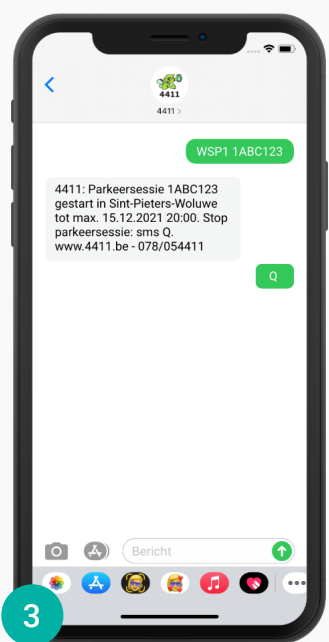 4411
4411 >
WSP1 1ABC123
4411: Parkeersessie 1ABC123
gestart in Sint-Pieters-Woluwe
tot max. 15.12.2021 20:00. Stop
parkeersessie: sms Q.
www.4411.be - 078/054411
Q
Bericht
3